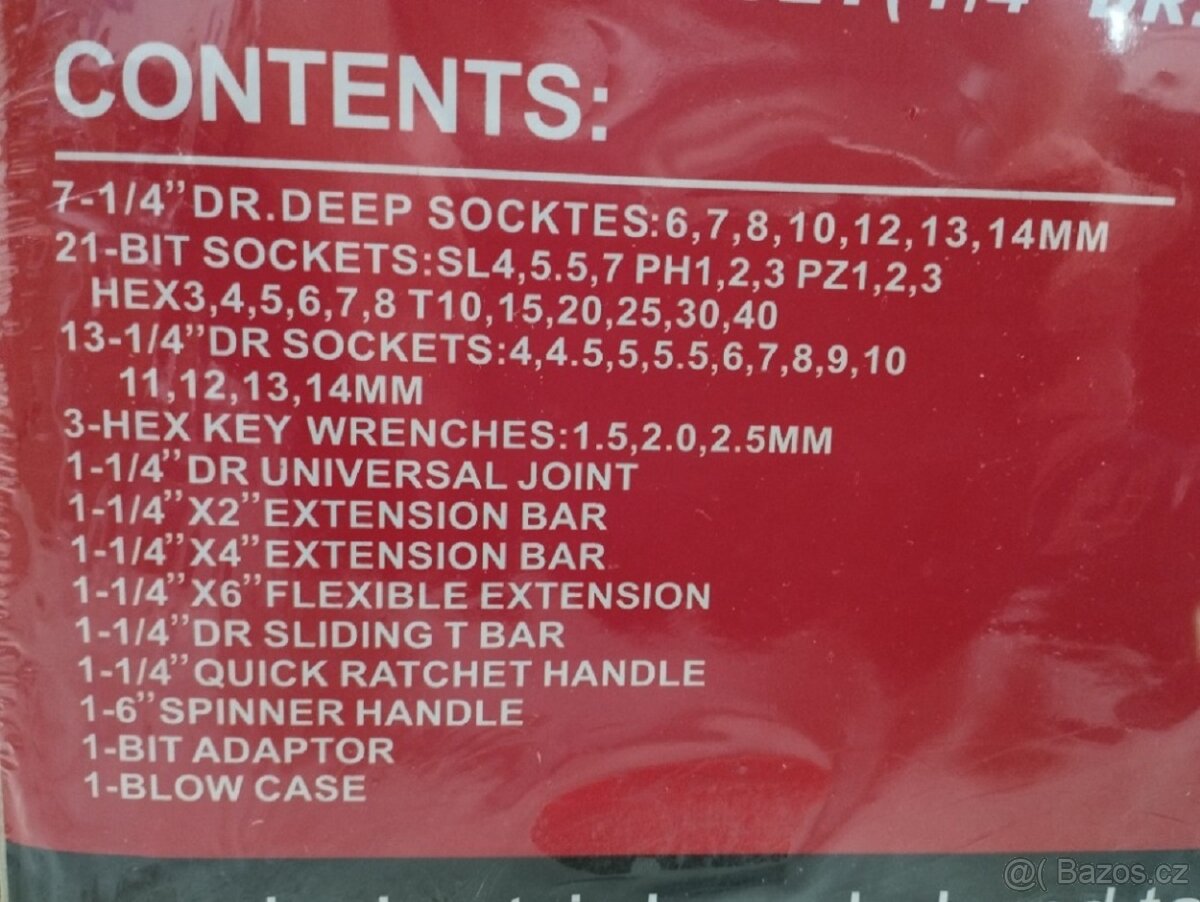 (1/4" DR.
CONTENTS:
7-1/4”DR.DEEP SOCKTES:6,7,8,10,12,13,14MM
21-BIT SOCKETS:SL4,5.5,7 PH1,2,3 PZ1,2,3
HEX3,4,5,6,7,8 T10,15,20,25,30,40
13-1/4”DR SOCKETS:4,4.5,5,5.5,6,7,8,9,10
11,12,13,14MM
3-HEX KEY WRENCHES:1.5,2.0,2.5MM
1-1/4”DR UNIVERSAL JOINT
1-1/4”X2”EXTENSION BAR
1-1/4”X4”EXTENSION BAR
1-1/4”X6”FLEXIBLE EXTENSION
1-1/4”DR SLIDING T BAR
1-1/4”QUICK RATCHET HANDLE
1-6”SPINNER HANDLE
1-BIT ADAPTOR
1-BLOW CASE
@( Bazos.cz